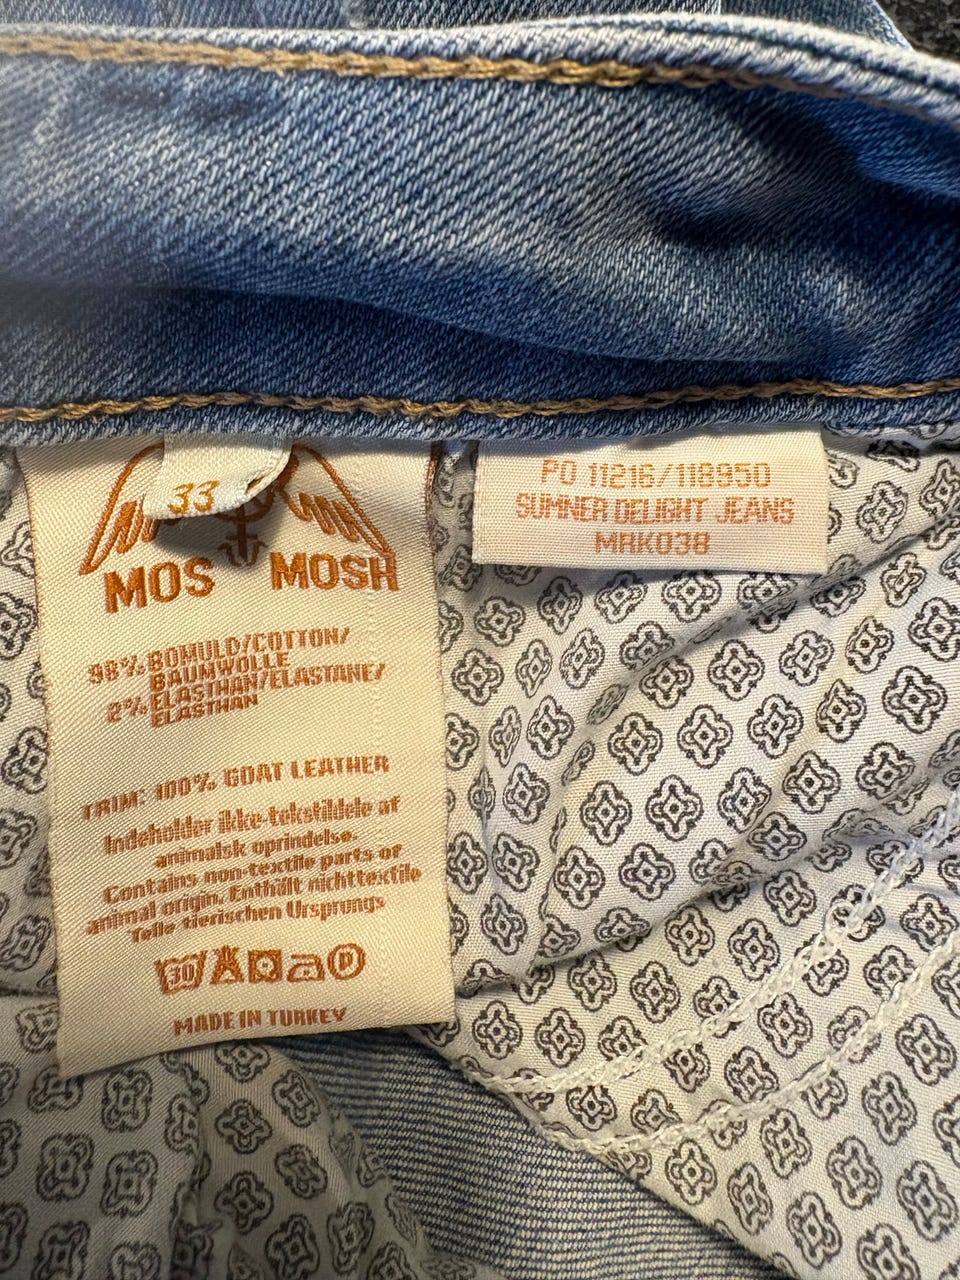 33
MOS MOSH
98% BOMULD/COTTON/
BAUMWOLLE
2% ELASTHAN/ELASTANE/
ELASTHAN
TRIM: 100% GOAT LEATHER
Indeholder ikke-tekstildele af
animalsk oprindelse.
Contains non-textile parts of
animal origin. Enthält nichttextile
Teile tierischen Ursprungs
30 A P
MADE IN TURKEY
PO 11216/118950
SUMNER DELIGHT JEANS
MRK038